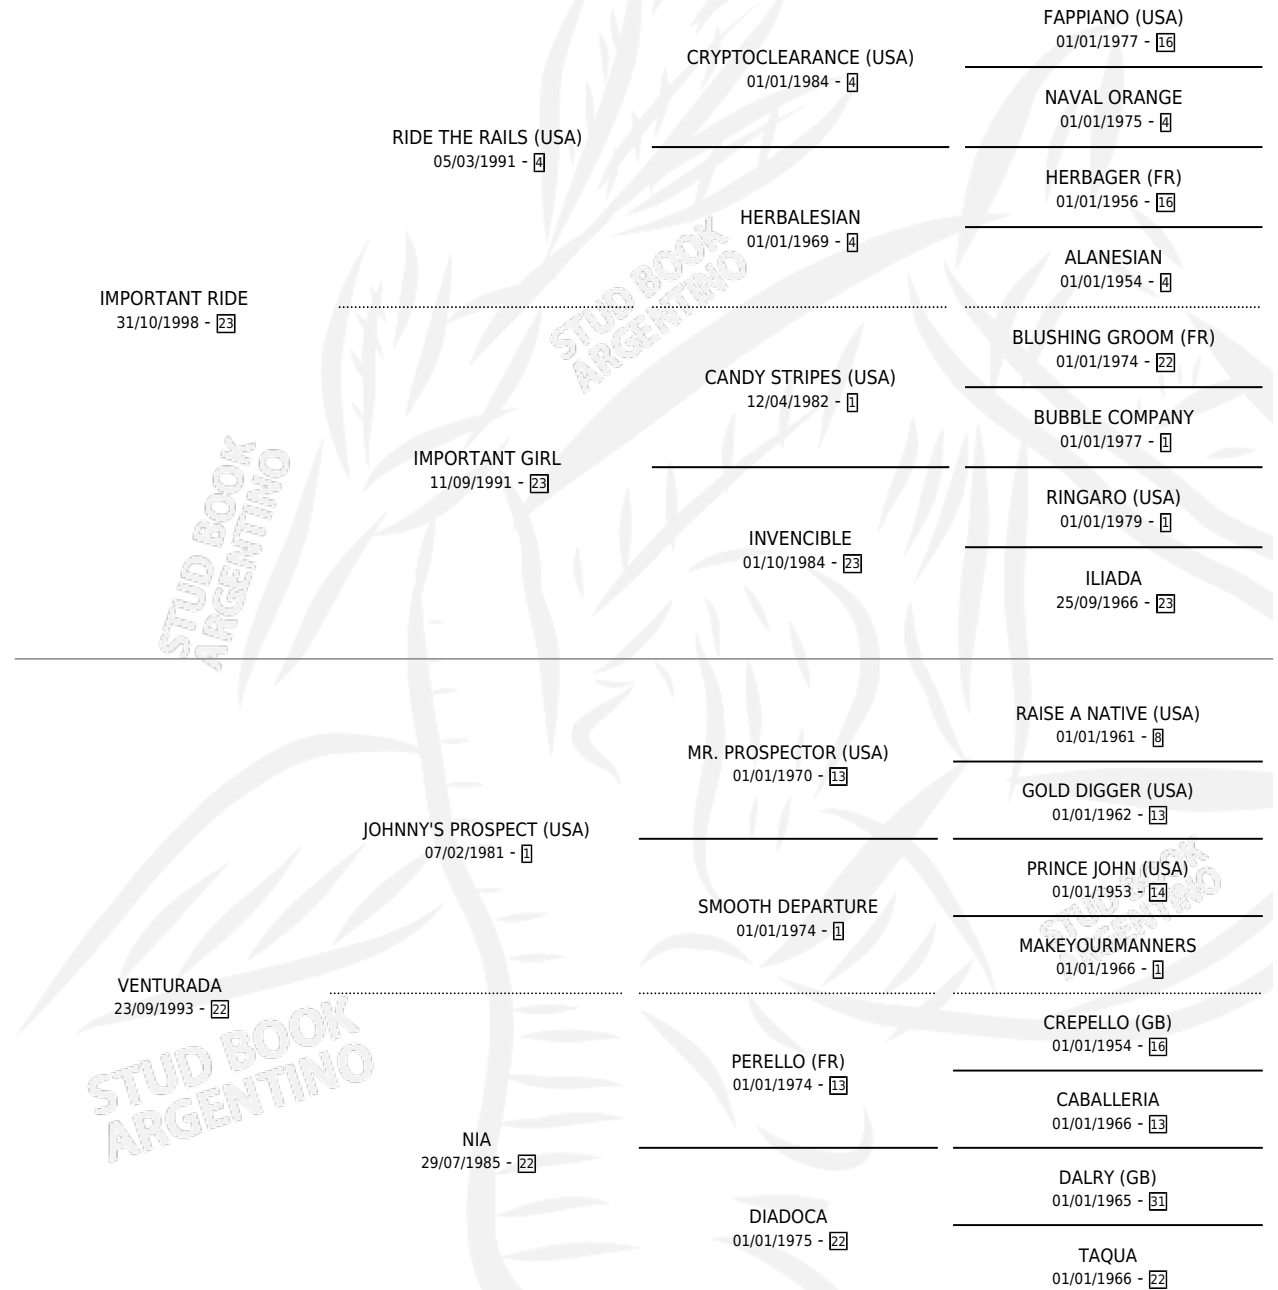 FAPPIANO (USA)
01/01/1977 - 16
CRYPTOCLEARANCE (USA)
01/01/1984 - 4
NAVAL ORANGE
01/01/1975 - 4
RIDE THE RAILS (USA)
05/03/1991 - 4
HERBAGER (FR)
01/01/1956 - 16
HERBALESIAN
01/01/1969 - 4
ALANESIAN
01/01/1954 - 4
IMPORTANT RIDE
31/10/1998 - 23
STUD BOOK
ARGENTINO
BLUSHING GROOM (FR)
01/01/1974 - 22
CANDY STRIPES (USA)
12/04/1982 - 1
BUBBLE COMPANY
01/01/1977 - 1
IMPORTANT GIRL
11/09/1991 - 23
RINGARO (USA)
01/01/1979 - 1
INVENCIBLE
01/10/1984 - 23
ILIADA
25/09/1966 - 23
STUD BOOK
ARGENTINO
RAISE A NATIVE (USA)
01/01/1961 - 8
MR. PROSPECTOR (USA)
01/01/1970 - 13
GOLD DIGGER (USA)
01/01/1962 - 13
JOHNNY'S PROSPECT (USA)
07/02/1981 - 1
PRINCE JOHN (USA)
01/01/1953 - 14
SMOOTH DEPARTURE
01/01/1974 - 1
STUD BOOK
ARGENTINO
MAKEYOURMANNERS
01/01/1966 - 1
VENTURADA
23/09/1993 - 22
STUD BOOK
ARGENTINO
CREPELLO (GB)
01/01/1954 - 16
PERELLO (FR)
01/01/1974 - 13
CABALLERIA
01/01/1966 - 13
NIA
29/07/1985 - 22
DALRY (GB)
01/01/1965 - 31
DIADOCA
01/01/1975 - 22
TAQUA
01/01/1966 - 22